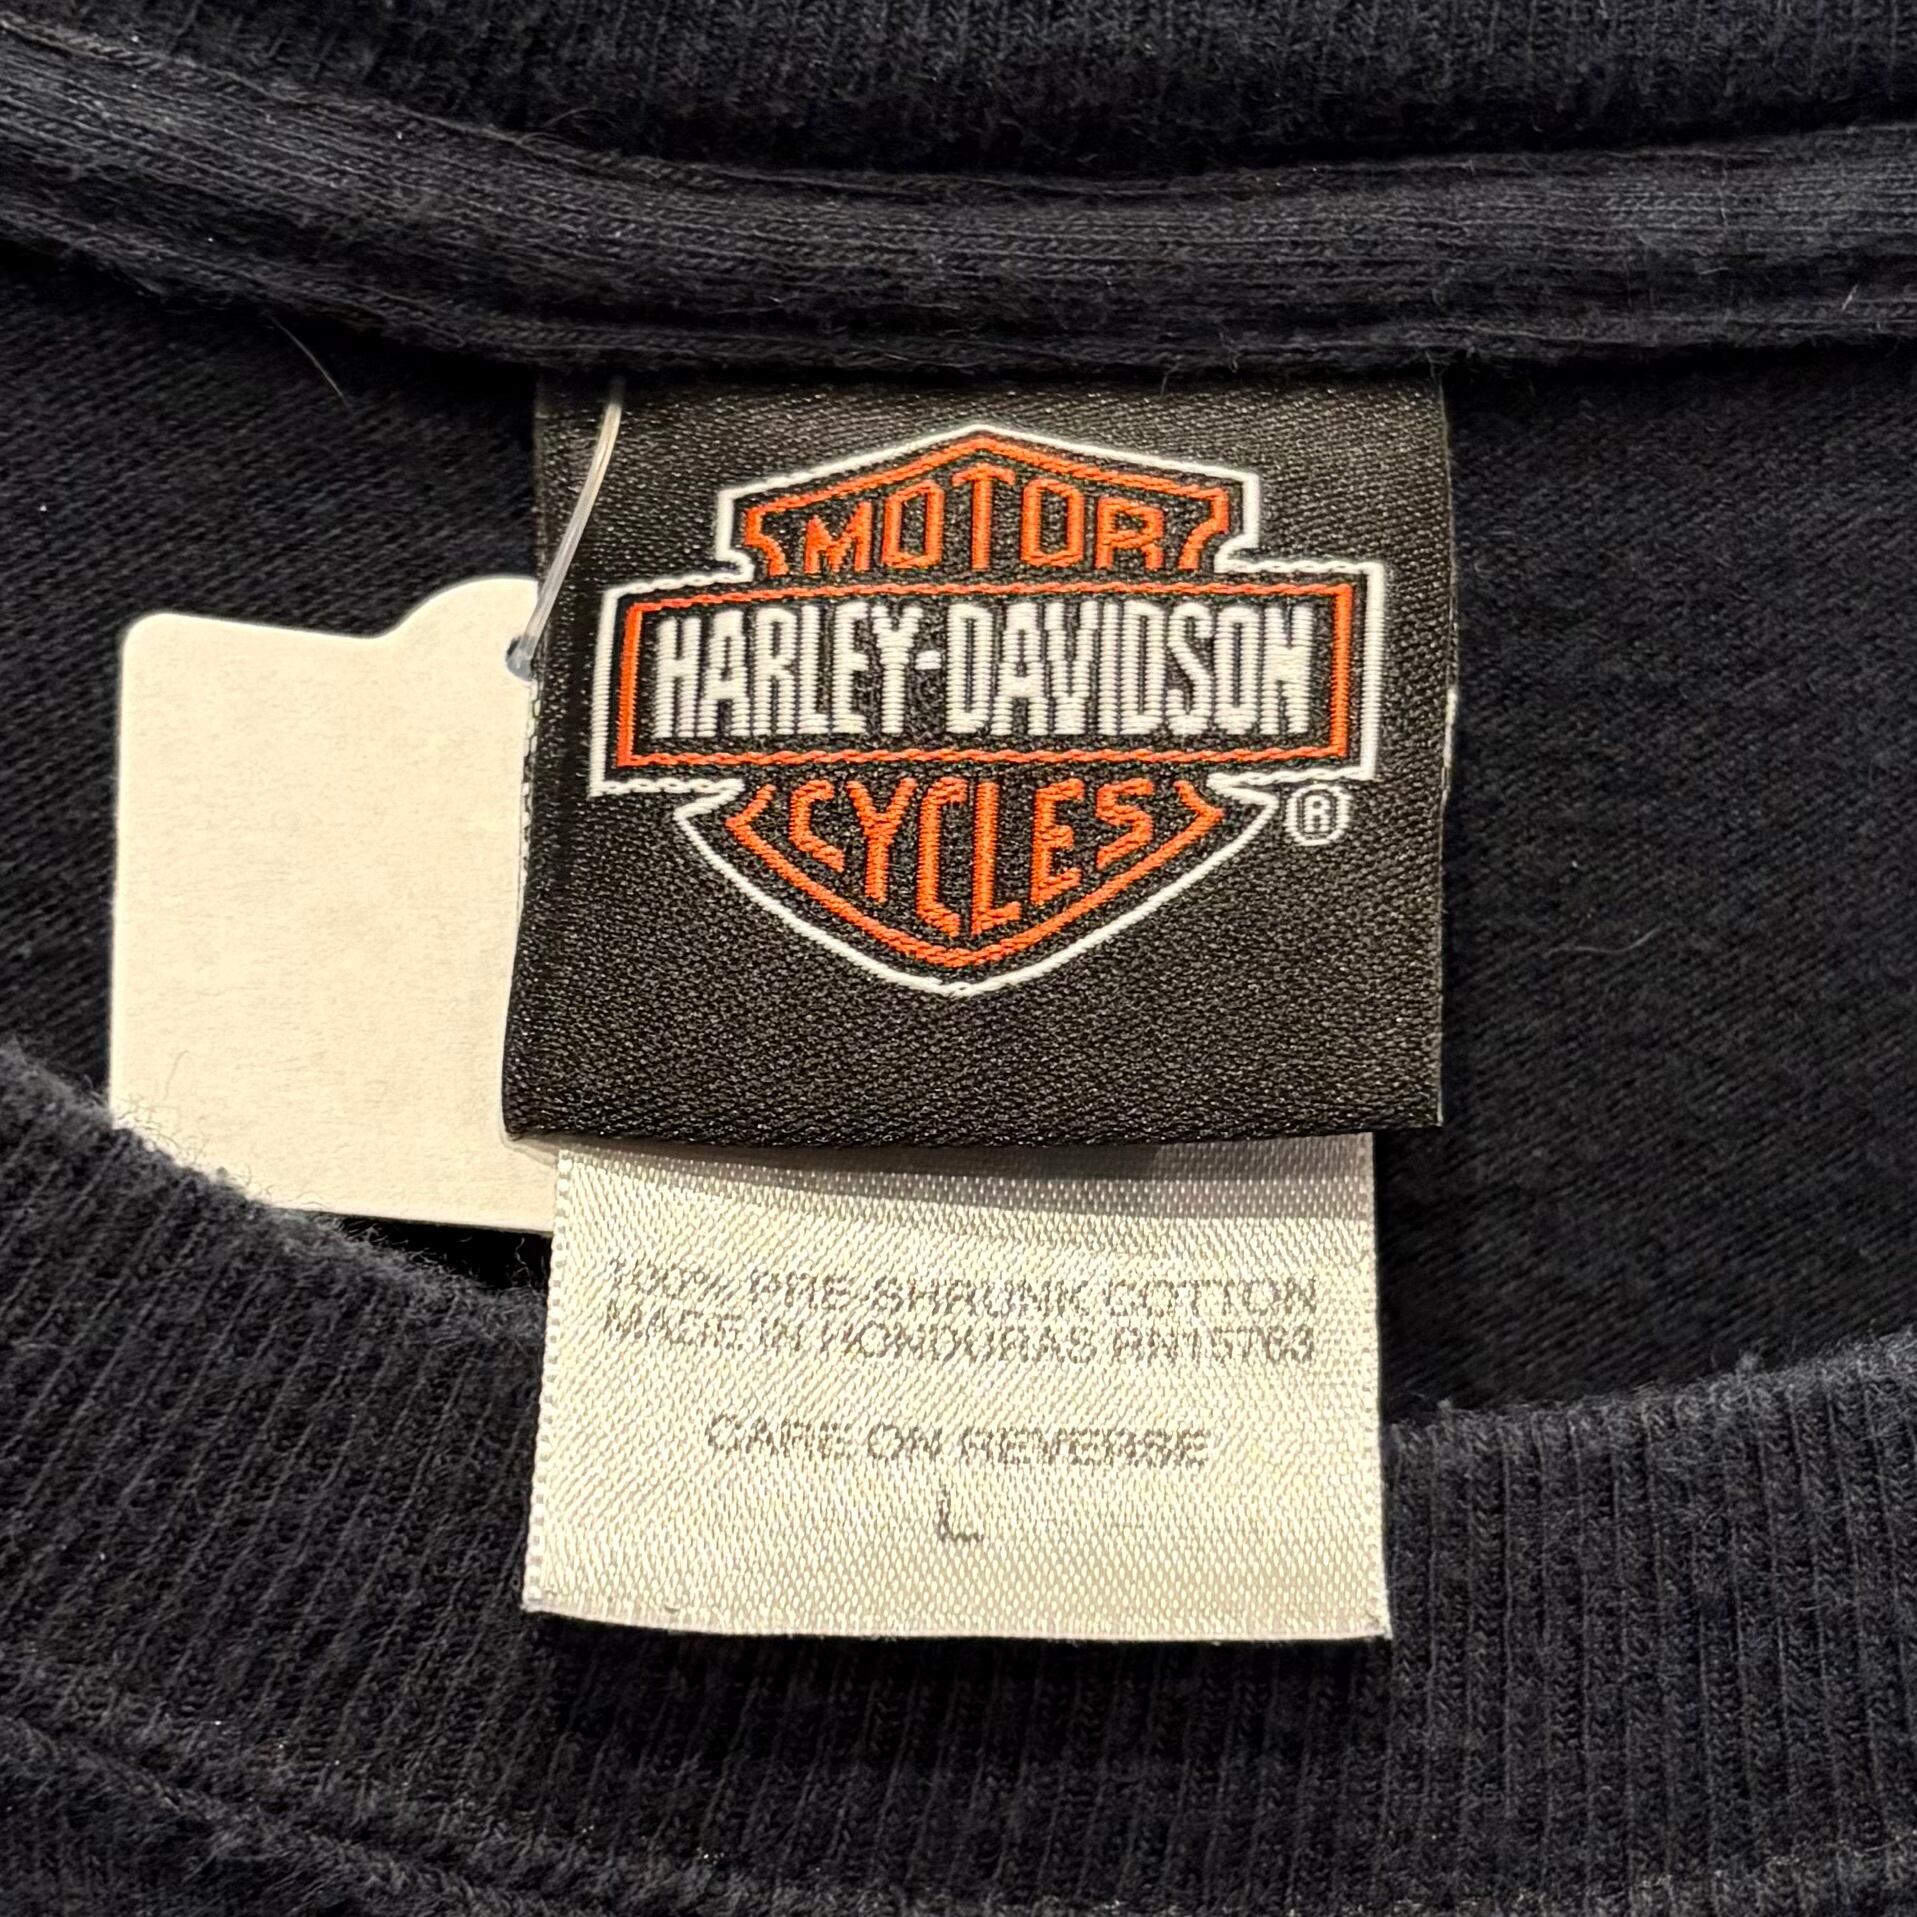 MOTOR
HARLEY-DAVIDSON
CYCLES
®
100% PRE-SHRUNK COTTON
MADE IN HONDURAS RN15763
CARE ON REVERSE
L